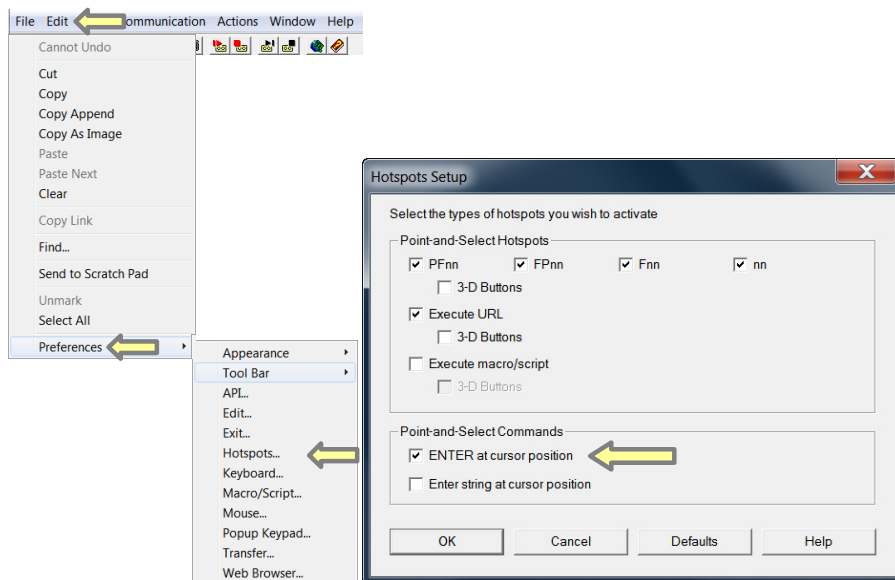 File Edit ommunication Actions Window Help
Cannot Undo
Cut
Copy
Copy Append
Copy As Image
Paste
Paste Next
Clear
Copy Link
Find...
Send to Scratch Pad
Unmark
Select All
Preferences
Appearance
Tool Bar
API...
Edit...
Exit...
Hotspots...
Keyboard...
Macro/Script...
Mouse...
Popup Keypad...
Transfer...
Web Browser...
Hotspots Setup
Select the types of hotspots you wish to activate
Point-and-Select Hotspots
PFnn FPnn Fnn nn
3-D Buttons
Execute URL
3-D Buttons
Execute macro/script
3-D Buttons
Point-and-Select Commands
ENTER at cursor position
Enter string at cursor position
OK Cancel Defaults Help